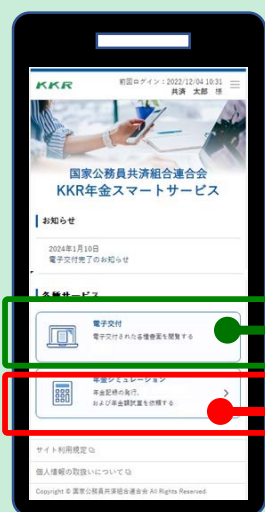 KKR
前回ログイン：2022/12/04 10:31
共済 太郎 様
国家公務員共済組合連合会
KKR年金スマートサービス
お知らせ
2024年1月10日
電子交付完了のお知らせ
各種サービス
電子交付
電子交付された各種書面を閲覧する
年金シミュレーション
年金記録の発行、
および年金額試算を依頼する
サイト利用規定
個人情報の取扱いについて
Copyright © 国家公務員共済組合連合会 All Rights Reserved.